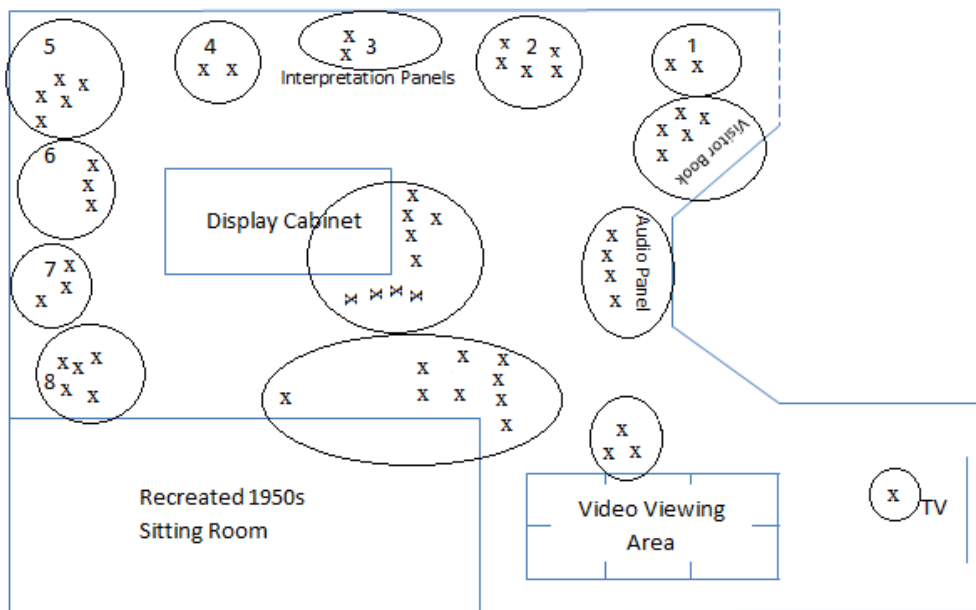 5
4
3
2
1
Interpretation Panels
x x
x x
x x x x
x x x
x x
x x x
x x
x
x x x
x x
x
Visitor Book
6
x
x
x
Display Cabinet
x
x x
x
x
x x x x
Audio Panel
x
x
x
x
7
x
x
x
8
x x x
x x
x x x
x
x x x
x
x
x
x x
Recreated 1950s
Sitting Room
Video Viewing
Area
x
TV